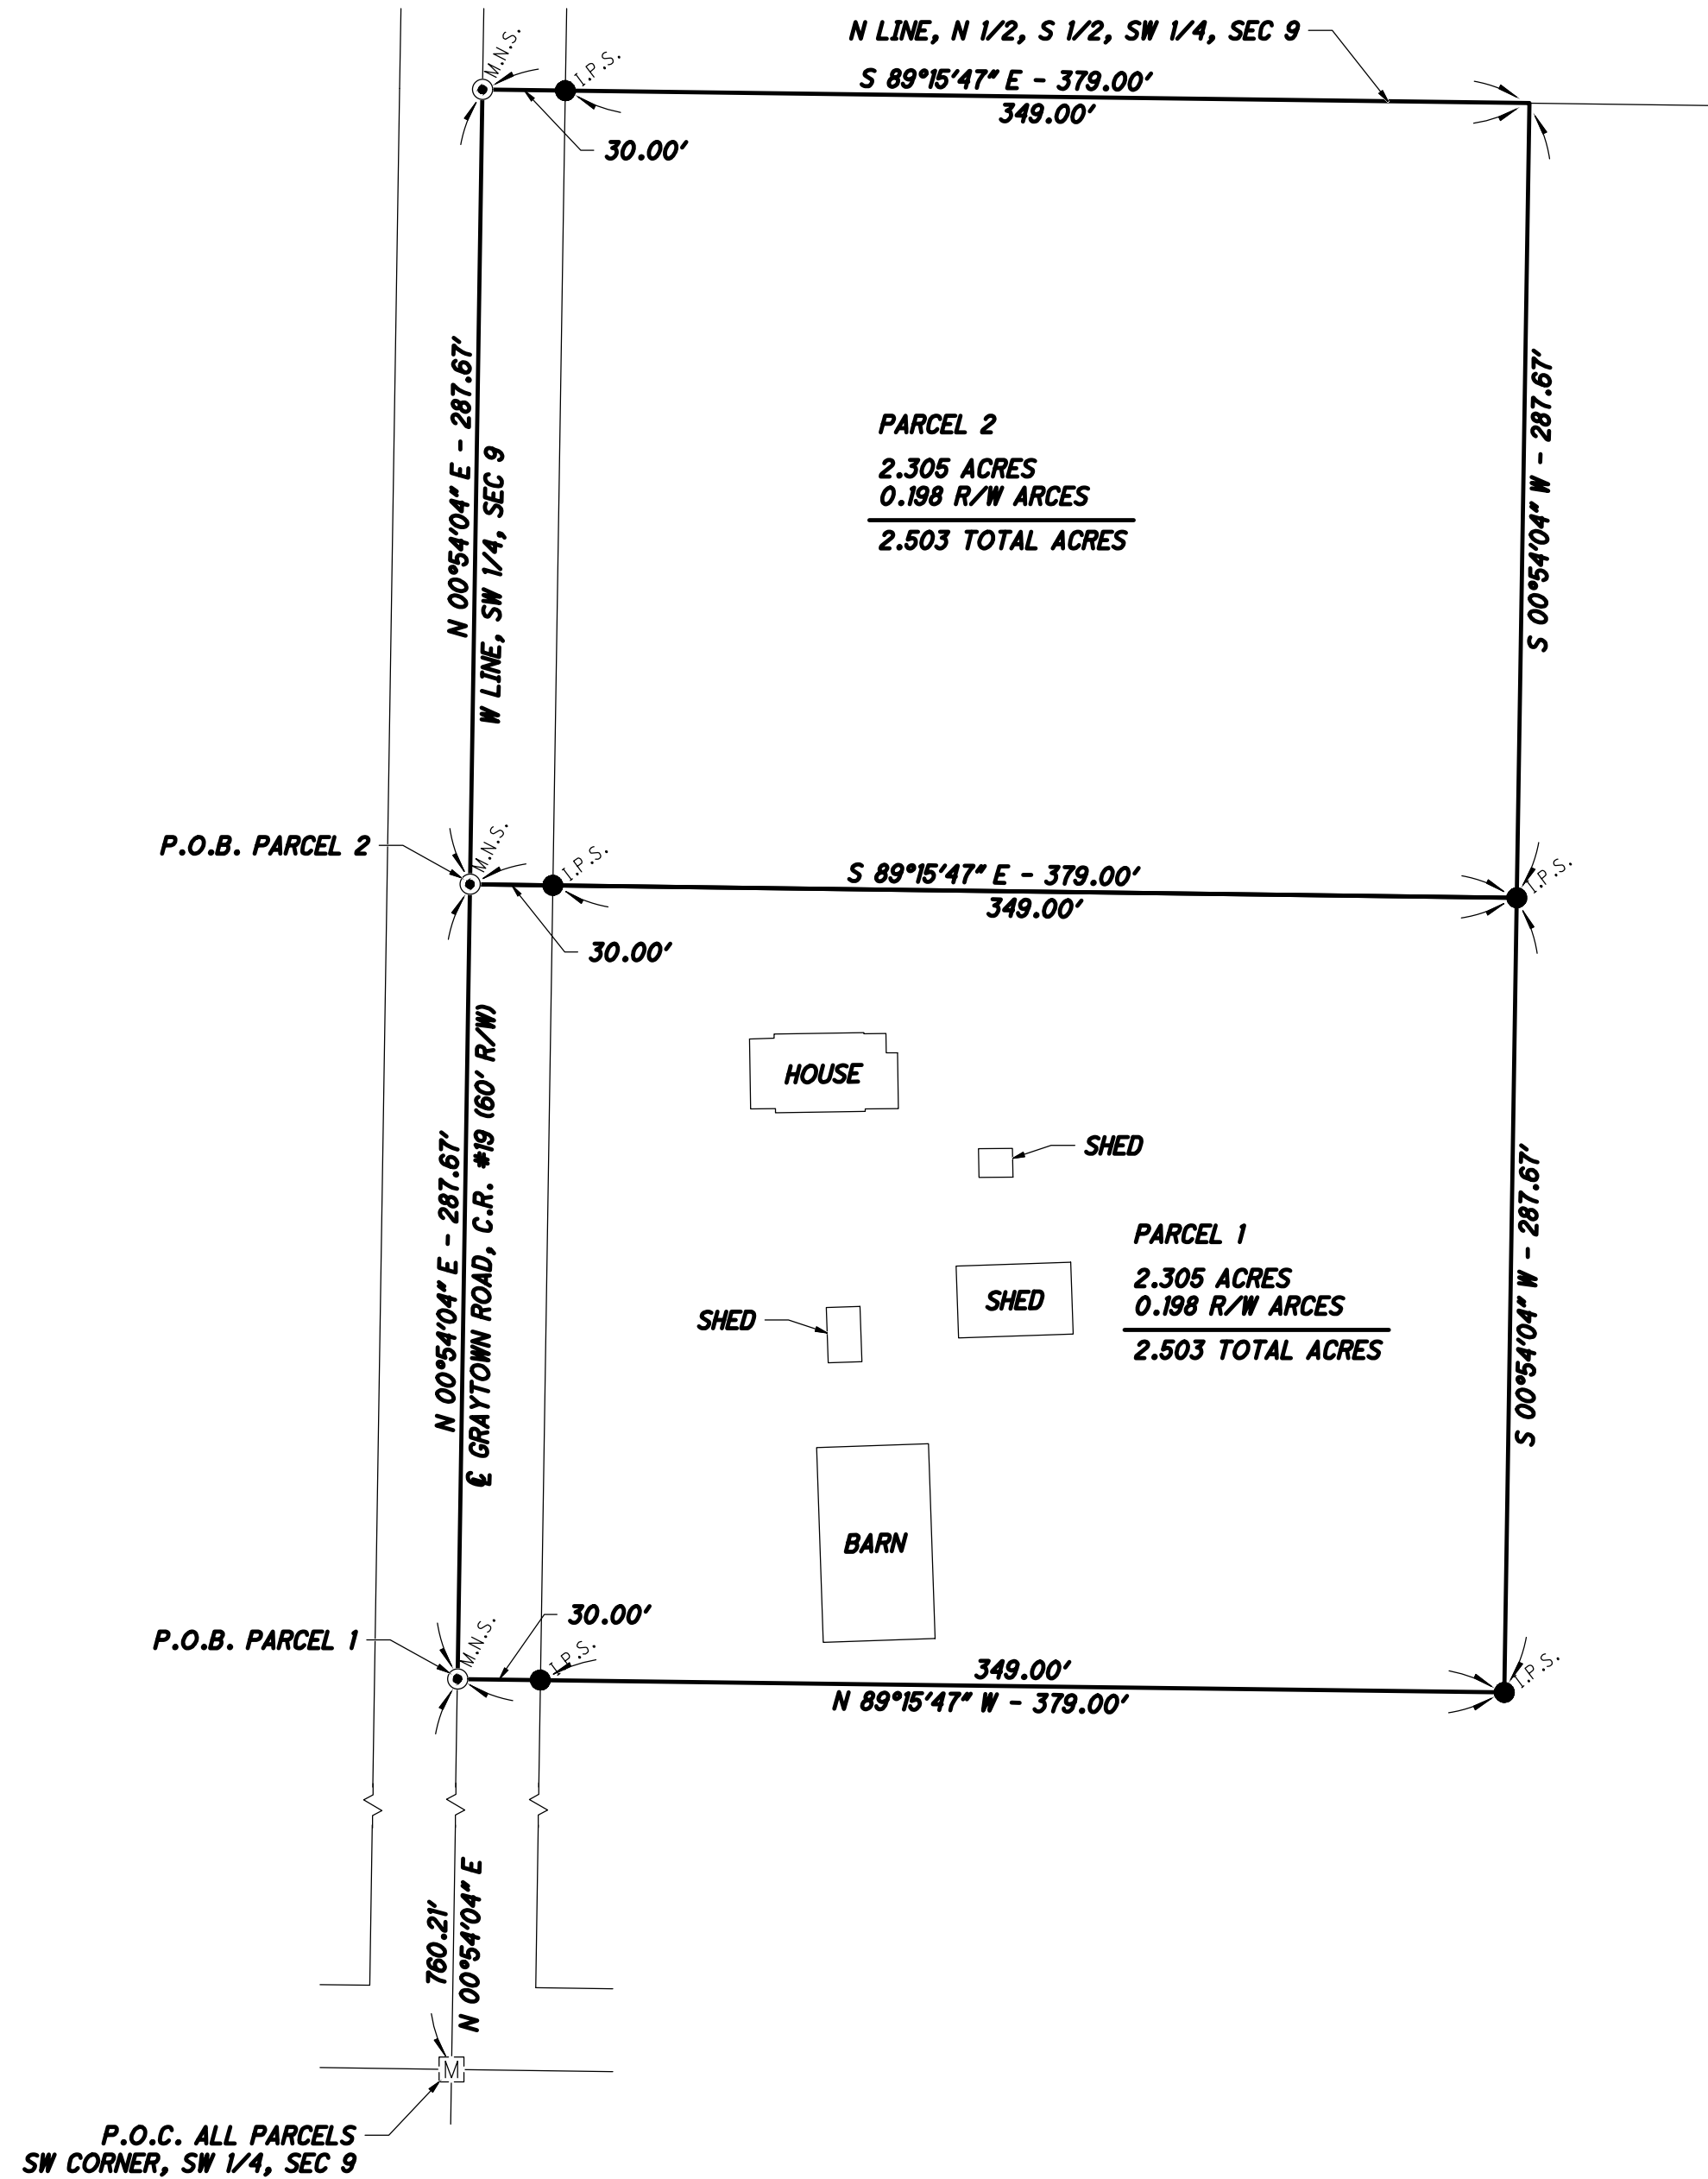 N LINE, N 1/2, S 1/2, SW 1/4, SEC 9
M.N.S.
I.P.S.
S 89°15'47" E - 379.00'
349.00'
30.00'
N 00°54'04" E - 287.67'
W LINE, SW 1/4, SEC 9
PARCEL 2
2.305 ACRES
0.198 R/W ARCES
2.503 TOTAL ACRES
S 00°54'04" W - 287.67'
P.O.B. PARCEL 2
M.N.S.
I.P.S.
S 89°15'47" E - 379.00'
349.00'
I.P.S.
30.00'
N 00°54'04" E - 287.67'
℄ GRAYTOWN ROAD, C.R. #19 (60' R/W)
HOUSE
SHED
PARCEL 1
2.305 ACRES
0.198 R/W ARCES
2.503 TOTAL ACRES
SHED
SHED
S 00°54'04" W - 287.67'
BARN
P.O.B. PARCEL 1
M.N.S.
30.00'
I.P.S.
349.00'
N 89°15'47" W - 379.00'
I.P.S.
760.21'
N 00°54'04" E
M
P.O.C. ALL PARCELS
SW CORNER, SW 1/4, SEC 9